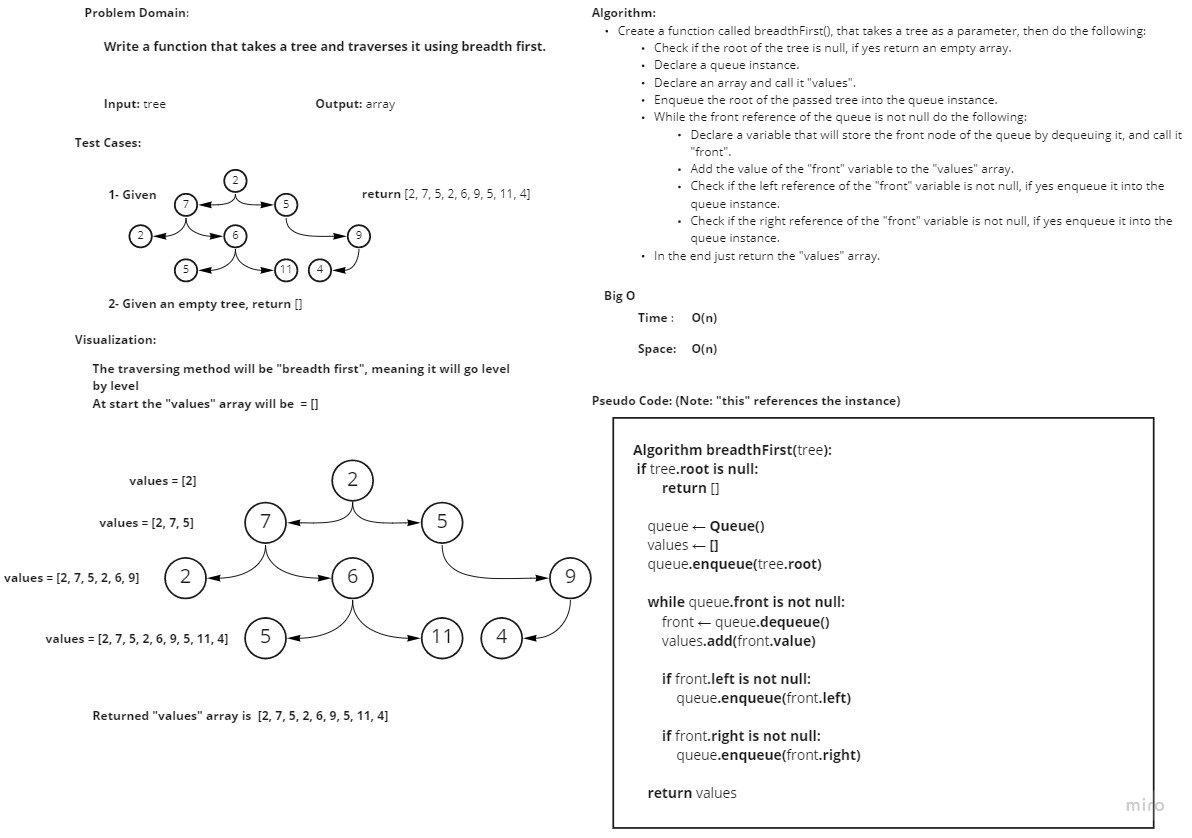 Problem Domain:
Write a function that takes a tree and traverses it using breadth first.
Input: tree
Output: array
Test Cases:
1- Given
2
7
5
2
6
9
5
11
4
return [2, 7, 5, 2, 6, 9, 5, 11, 4]
2- Given an empty tree, return []
Visualization:
The traversing method will be "breadth first", meaning it will go level
by level
At start the "values" array will be = []
values = [2]
2
values = [2, 7, 5]
7
5
values = [2, 7, 5, 2, 6, 9]
2
6
9
values = [2, 7, 5, 2, 6, 9, 5, 11, 4]
5
11
4
Returned "values" array is [2, 7, 5, 2, 6, 9, 5, 11, 4]
Algorithm:
• Create a function called breadthFirst(), that takes a tree as a parameter, then do the following:
• Check if the root of the tree is null, if yes return an empty array.
• Declare a queue instance.
• Declare an array and call it "values".
• Enqueue the root of the passed tree into the queue instance.
• While the front reference of the queue is not null do the following:
• Declare a variable that will store the front node of the queue by dequeuing it, and call it
"front".
• Add the value of the "front" variable to the "values" array.
• Check if the left reference of the "front" variable is not null, if yes enqueue it into the
queue instance.
• Check if the right reference of the "front" variable is not null, if yes enqueue it into the
queue instance.
• In the end just return the "values" array.
Big O
Time : O(n)
Space: O(n)
Pseudo Code: (Note: "this" references the instance)
Algorithm breadthFirst(tree):
if tree.root is null:
return []
queue ← Queue()
values ← []
queue.enqueue(tree.root)
while queue.front is not null:
front ← queue.dequeue()
values.add(front.value)
if front.left is not null:
queue.enqueue(front.left)
if front.right is not null:
queue.enqueue(front.right)
return values
miro